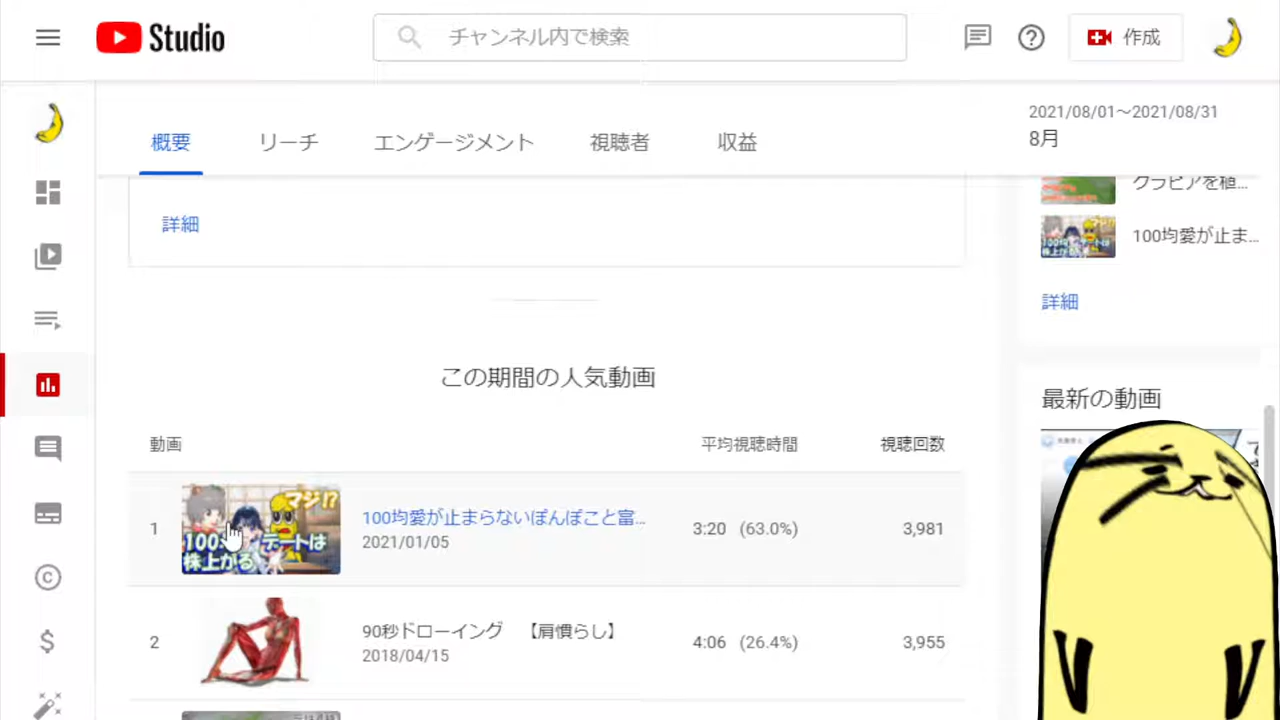 Studio
チャンネル内で検索
作成
概要
リーチ
エンゲージメント
視聴者
収益
2021/08/01～2021/08/31
8月
詳細
グラビアを植...
100均愛が止ま...
詳細
この期間の人気動画
最新の動画
動画
平均視聴時間
視聴回数
1
マジ!?
デートは
株上がる
100均愛が止まらないぽんぽこと富...
2021/01/05
3:20 (63.0%)
3,981
2
90秒ドローイング 【肩慣らし】
2018/04/15
4:06 (26.4%)
3,955